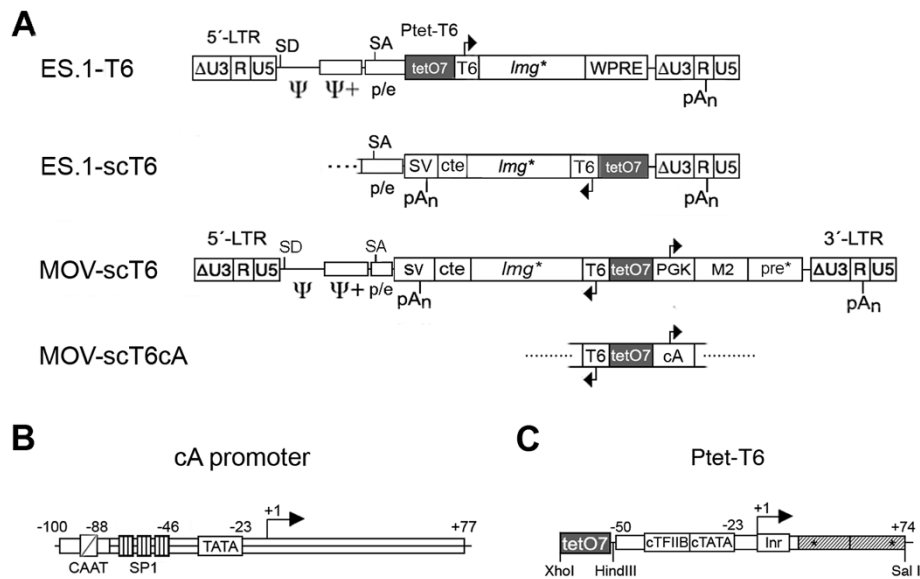 A
5´-LTR SD SA Ptet-T6
ES.1-T6 ΔU3 R U5 tetO7 T6 lmg* WPRE ΔU3 R U5
Ψ Ψ+ p/e pAn
SA
ES.1-scT6 SV cte lmg* T6 tetO7 ΔU3 R U5
p/e pAn pAn
5´-LTR SD SA 3´-LTR
MOV-scT6 ΔU3 R U5 sv cte lmg* T6 tetO7 PGK M2 pre* ΔU3 R U5
Ψ Ψ+ p/e pAn pAn
MOV-scT6cA T6 tetO7 cA
B
cA promoter
-100 -88 -46 -23 +1 +77
TATA
CAAT SP1
C
Ptet-T6
-50 -23 +1 +74
tetO7 cTFIIB cTATA Inr * *
XhoI HindIII Sal I